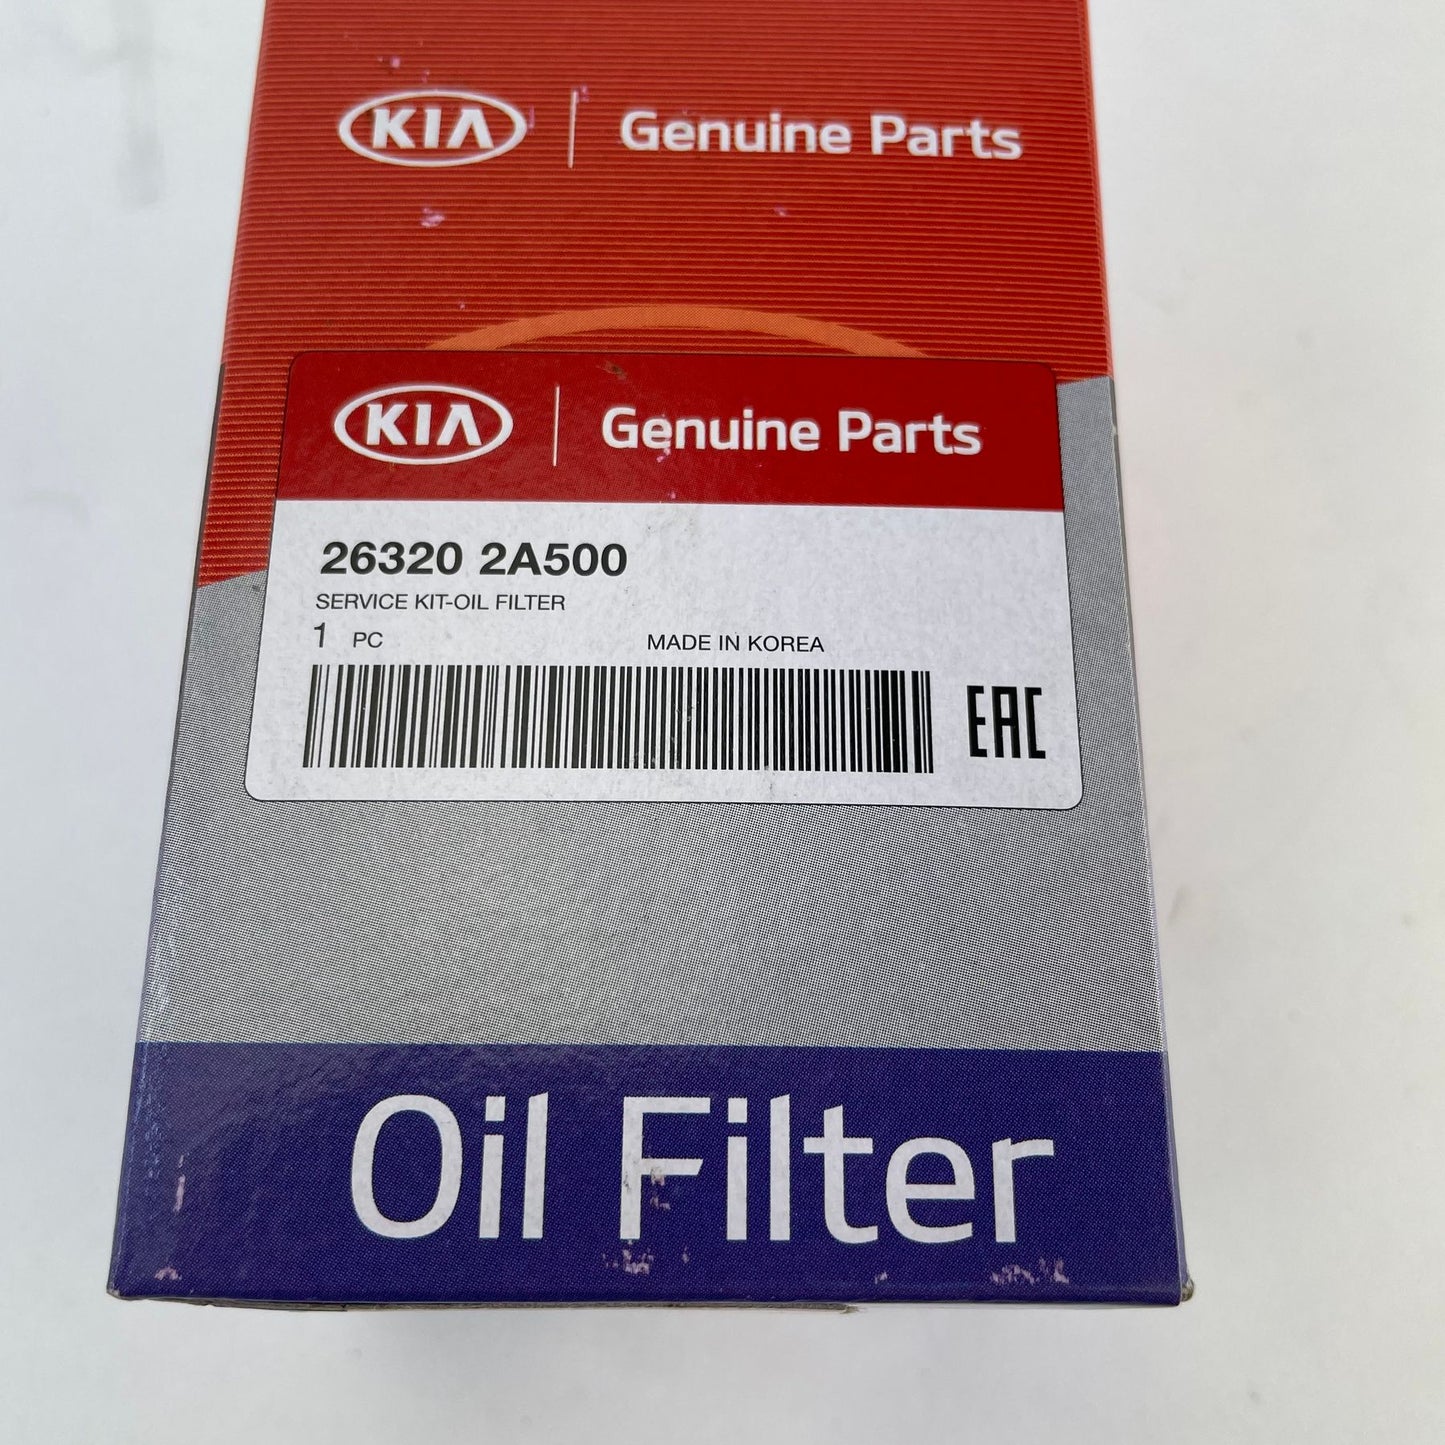 KIA Genuine Parts
KIA Genuine Parts
26320 2A500
SERVICE KIT-OIL FILTER
1 PC MADE IN KOREA
EAC
Oil Filter